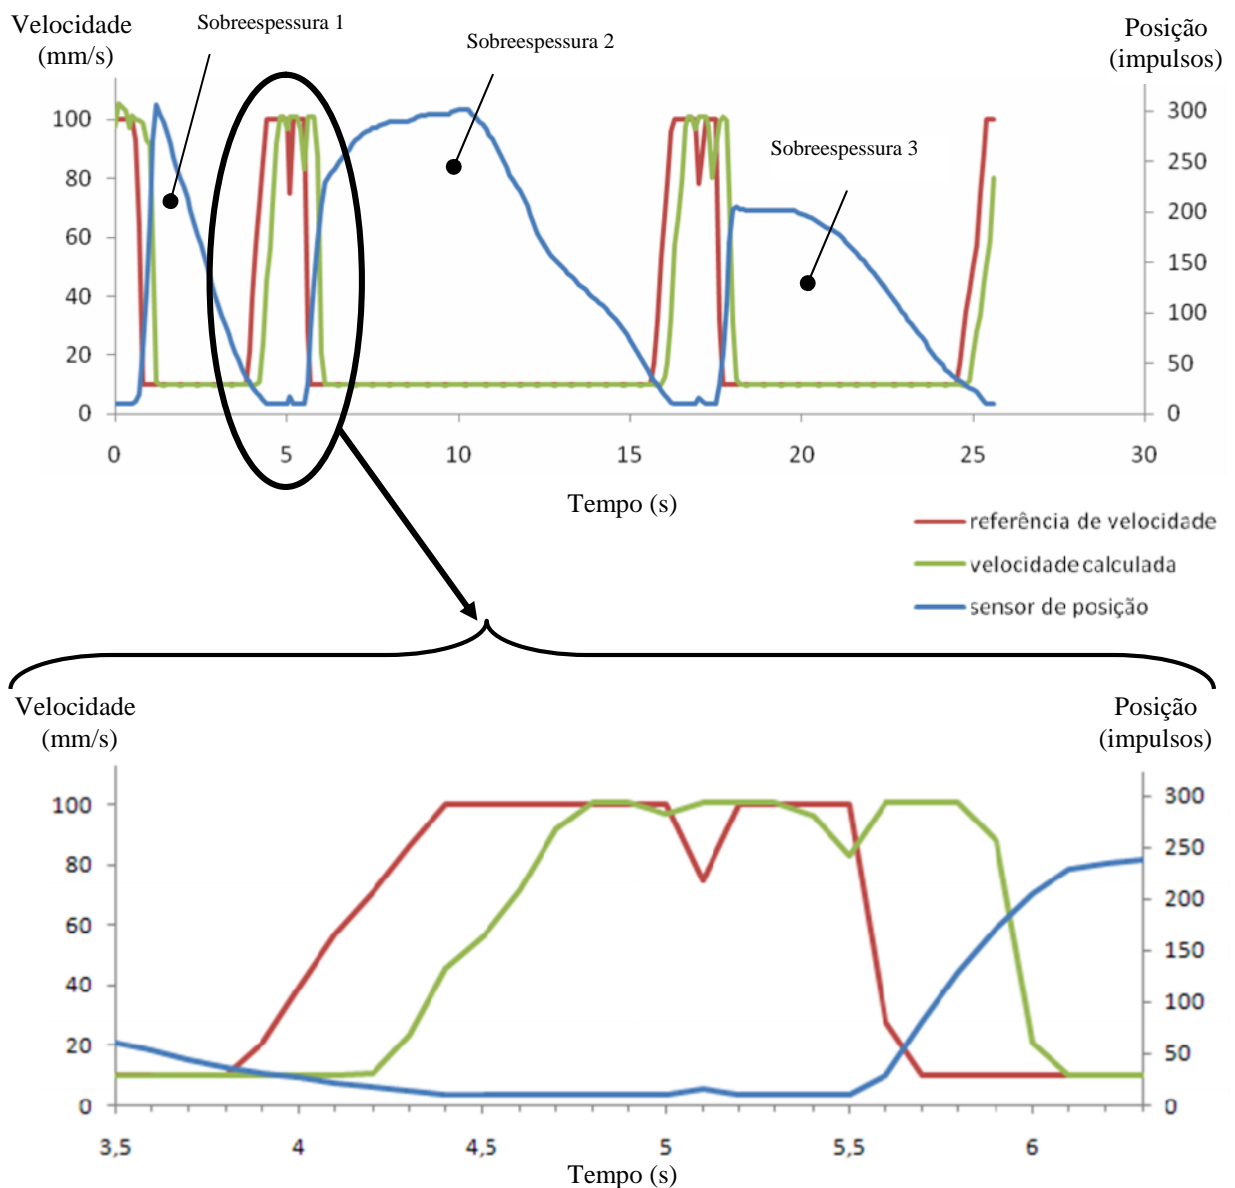 Velocidade
(mm/s)
Sobreespessura 1
Sobreespessura 2
Posição
(impulsos)
Sobreespessura 3
100
80
60
40
20
0
300
250
200
150
100
50
0
0 5 10 15 20 25 30
Tempo (s)
referência de velocidade
velocidade calculada
sensor de posição
Velocidade
(mm/s)
Posição
(impulsos)
100
80
60
40
20
0
300
250
200
150
100
50
0
3,5 4 4,5 5 5,5 6
Tempo (s)